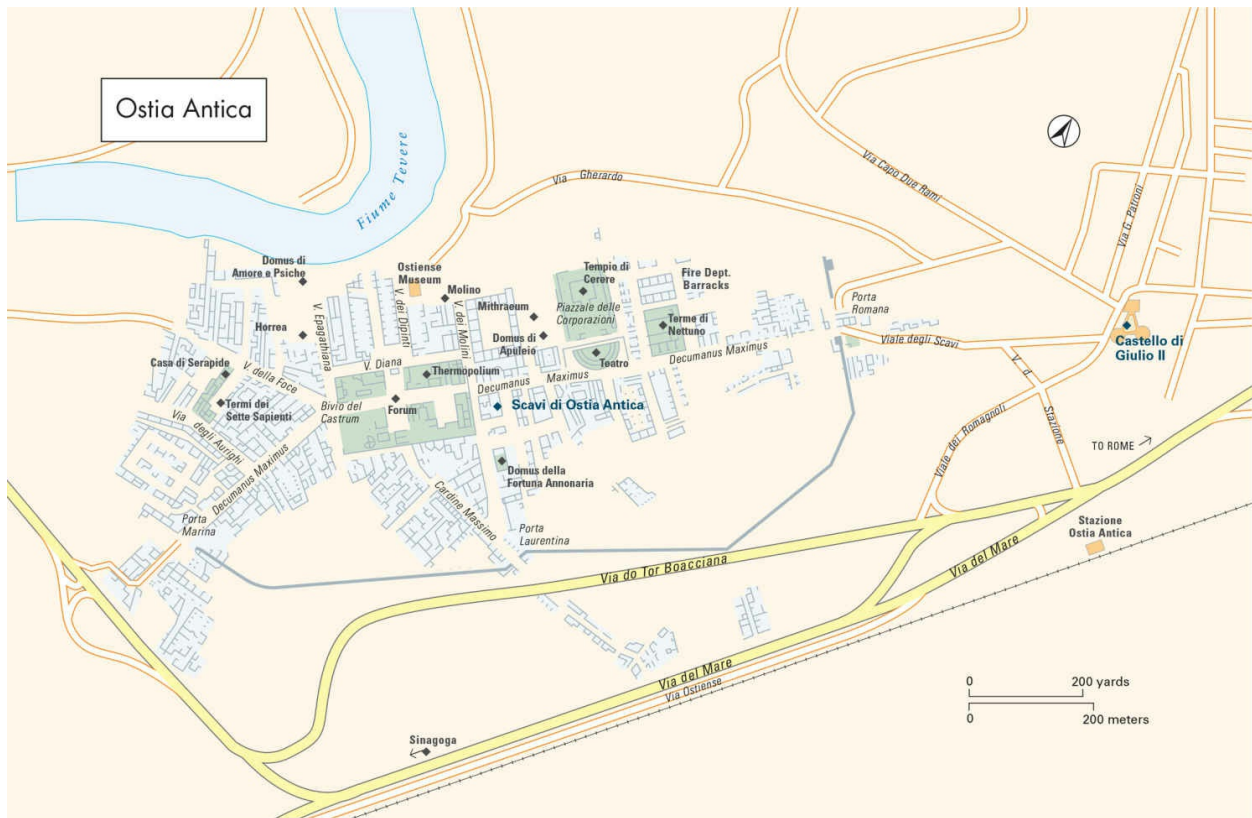 Ostia Antica
Fiume Tevere
Via Gherardo
Via Capo Due Rami
Via G. Patroni
Domus di
Amore e Psiche
Ostiense
Museum
Molino
Tempio di
Cerere
Fire Dept.
Barracks
Mithraeum
Piazzale delle
Corporazioni
Porta
Romana
V. Epagathiana
V. dei Dipinti
V. dei Molini
Horrea
Domus di
Apuleio
Terme di
Nettuno
Viale degli Scavi
Castello di
Giulio II
Casa di Serapide
V. della Foce
V. Diana
Thermopolium
Decumanus Maximus
Teatro
Decumanus Maximus
V. d. Stazione
Termi dei
Sette Sapienti
Bivio del
Castrum
Forum
Scavi di Ostia Antica
Via degli Aurighi
Decumanus Maximus
Viale dei Romagnoli
TO ROME
Domus della
Fortuna Annonaria
Cardine Massimo
Porta
Marina
Porta
Laurentina
Stazione
Ostia Antica
Via do Tor Boacciana
Via del Mare
Via del Mare
Via Ostiense
0 200 yards
0 200 meters
Sinagoga